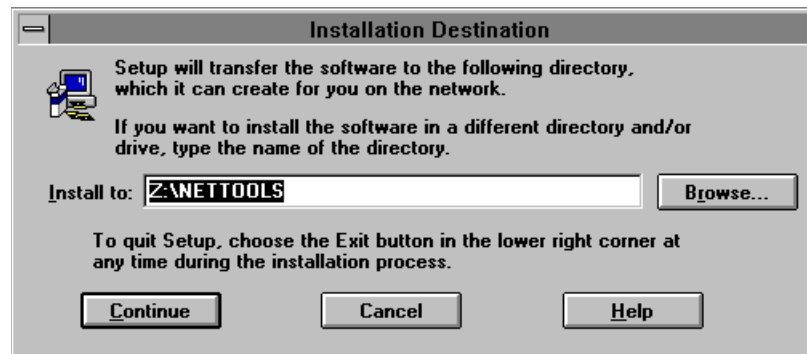 Installation Destination
Setup will transfer the software to the following directory,
which it can create for you on the network.
If you want to install the software in a different directory and/or
drive, type the name of the directory.
Install to: Z:\NETTOOLS Browse...
To quit Setup, choose the Exit button in the lower right corner at
any time during the installation process.
Continue Cancel Help